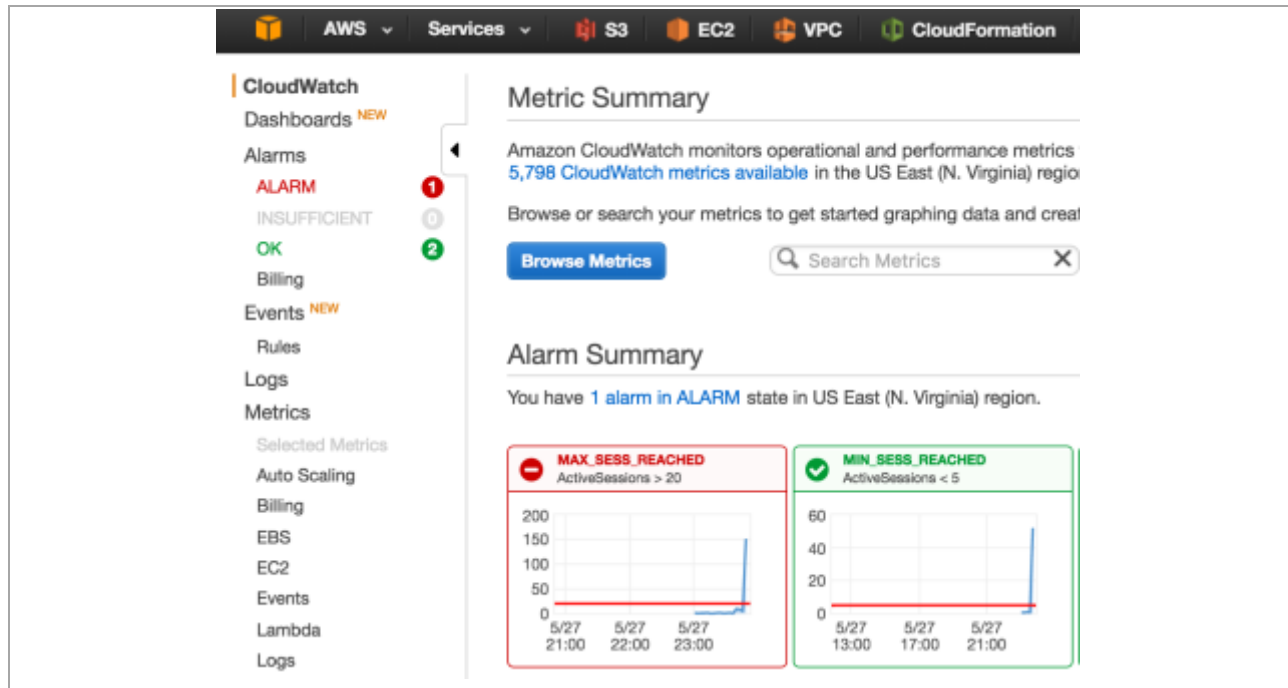 AWS Services S3 EC2 VPC CloudFormation
CloudWatch
Dashboards NEW
Alarms
ALARM 1
INSUFFICIENT 0
OK 2
Billing
Events NEW
Rules
Logs
Metrics
Selected Metrics
Auto Scaling
Billing
EBS
EC2
Events
Lambda
Logs
Metric Summary
Amazon CloudWatch monitors operational and performance metrics
5,798 CloudWatch metrics available in the US East (N. Virginia) regio
Browse or search your metrics to get started graphing data and creat
Browse Metrics
Search Metrics
Alarm Summary
You have 1 alarm in ALARM state in US East (N. Virginia) region.
MAX_SESS_REACHED
ActiveSessions > 20
200
150
100
50
0
5/27 5/27 5/27
21:00 22:00 23:00
MIN_SESS_REACHED
ActiveSessions < 5
60
40
20
0
5/27 5/27 5/27
13:00 17:00 21:00